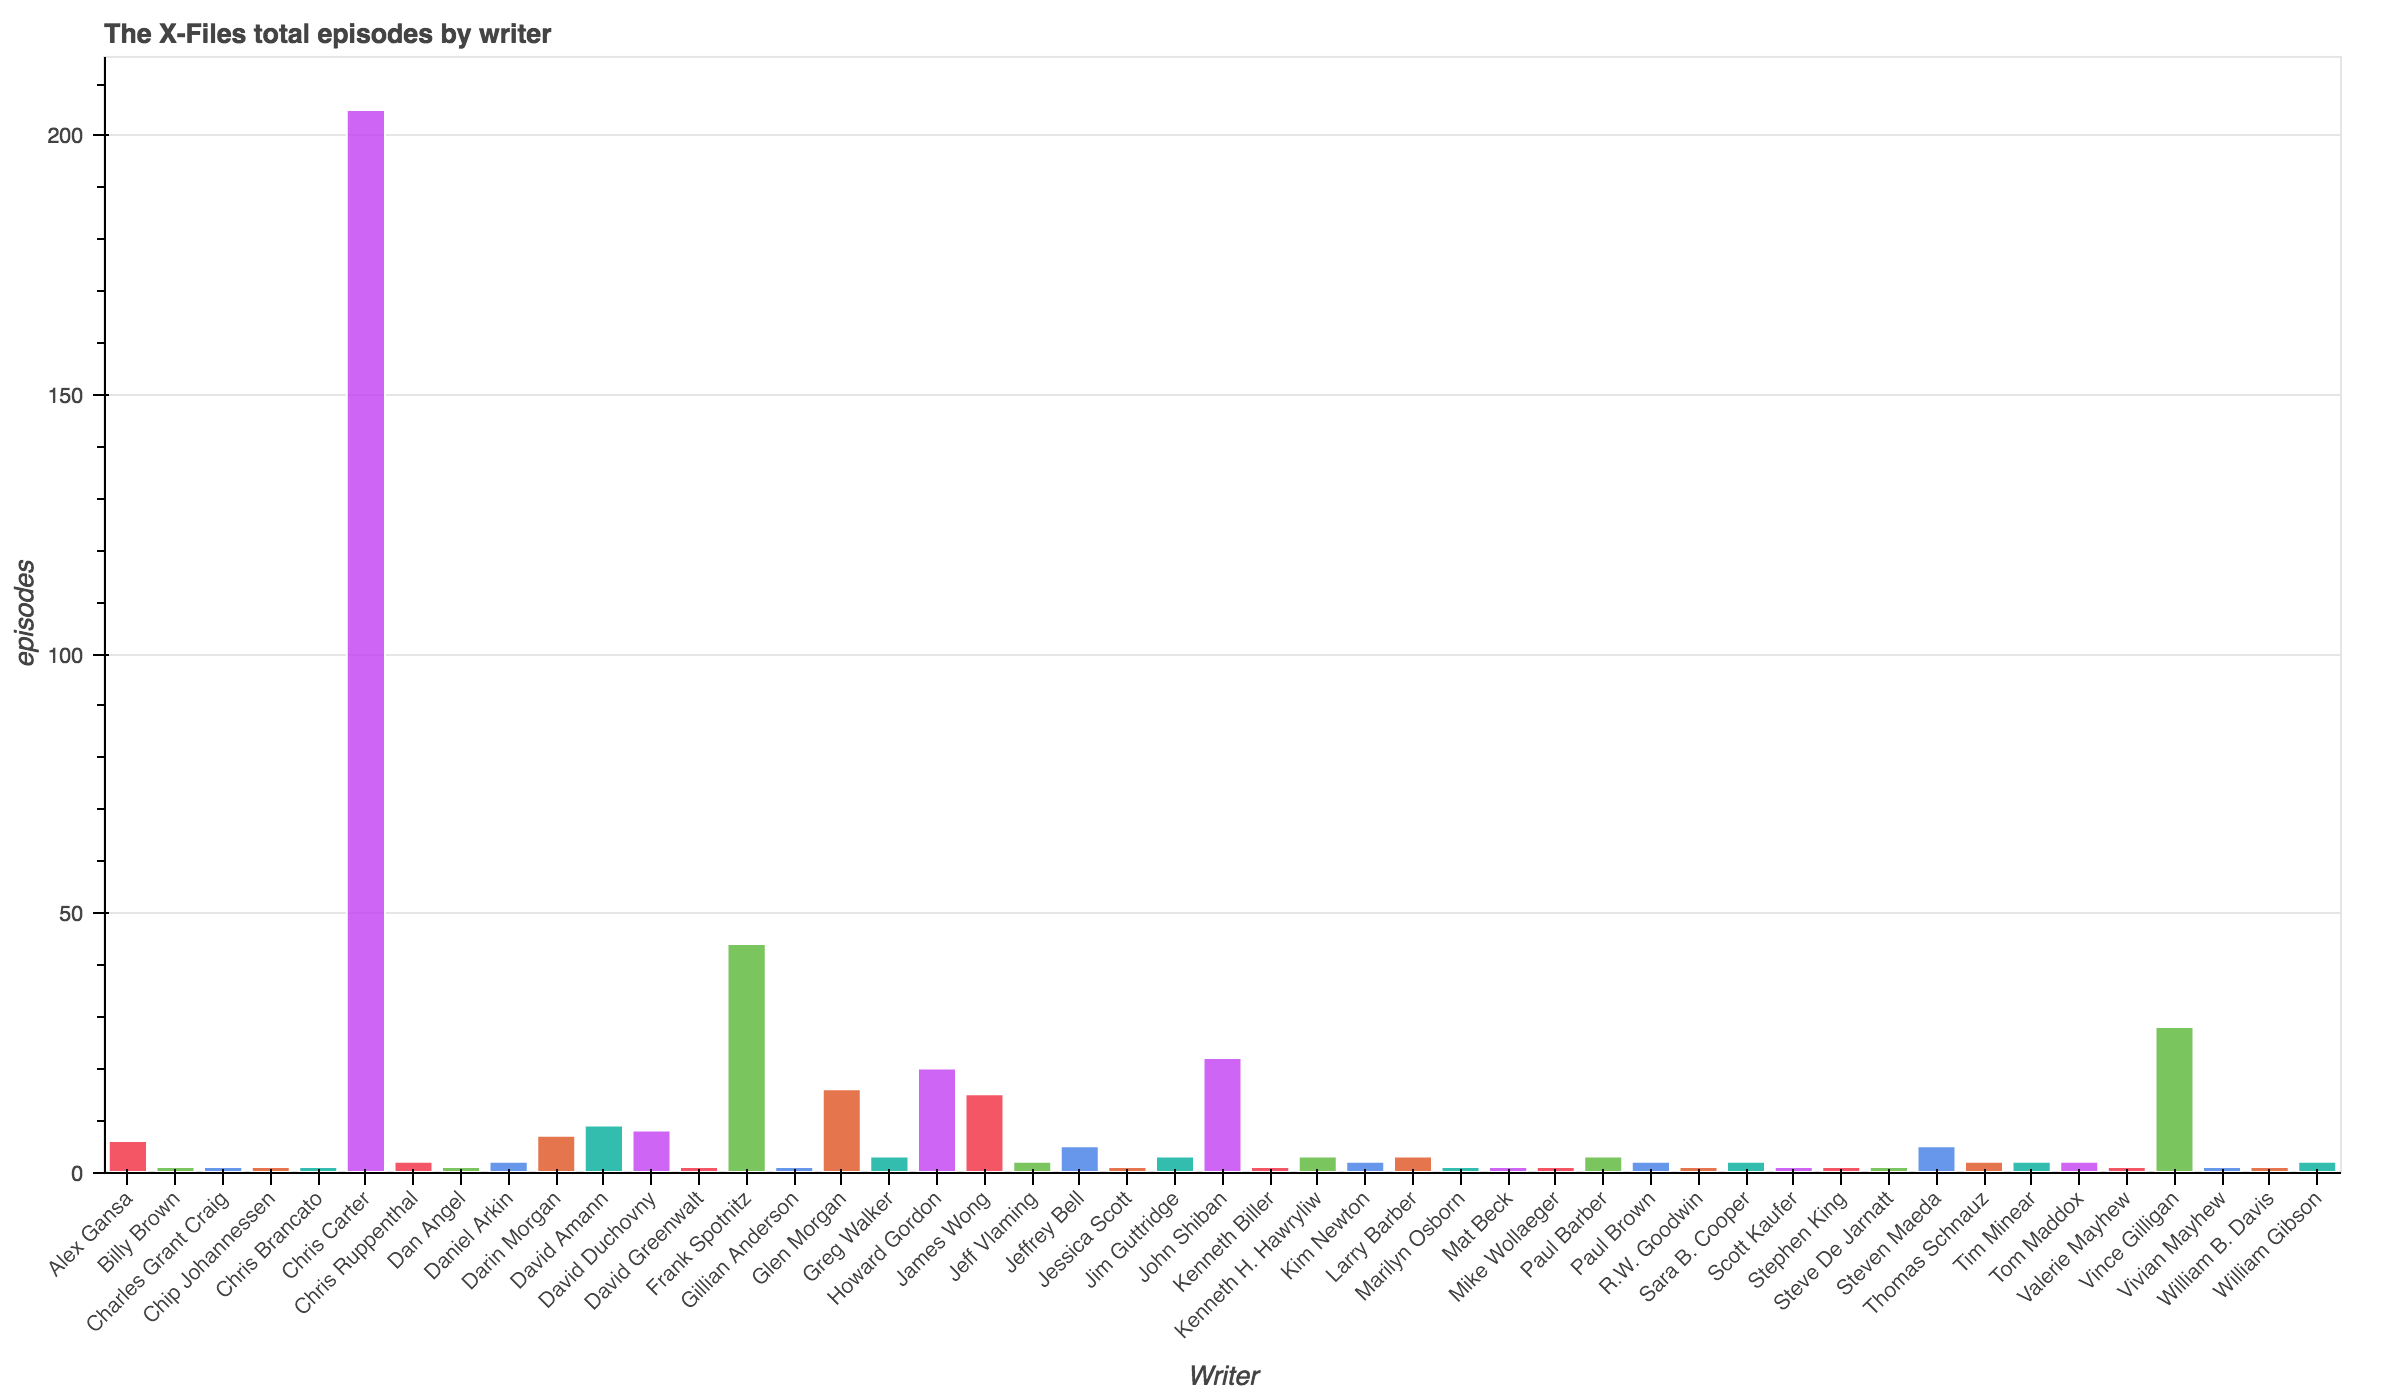 The X-Files total episodes by writer
200
150
100
50
0
episodes
Alex Gansa
Billy Brown
Charles Grant Craig
Chip Johannessen
Chris Brancato
Chris Carter
Chris Ruppenthal
Dan Angel
Daniel Arkin
Darin Morgan
David Amann
David Duchovny
David Greenwalt
Frank Spotnitz
Gillian Anderson
Glen Morgan
Greg Walker
Howard Gordon
James Wong
Jeff Vlaming
Jeffrey Bell
Jessica Scott
Jim Guttridge
John Shiban
Kenneth Biller
Kenneth H. Hawryliw
Kim Newton
Larry Barber
Marilyn Osborn
Mat Beck
Mike Wollaeger
Paul Barber
Paul Brown
R.W. Goodwin
Sara B. Cooper
Scott Kaufer
Stephen King
Steve De Jarnatt
Steven Maeda
Thomas Schnauz
Tim Minear
Tom Maddox
Valerie Mayhew
Vince Gilligan
Vivian Mayhew
William B. Davis
William Gibson
Writer